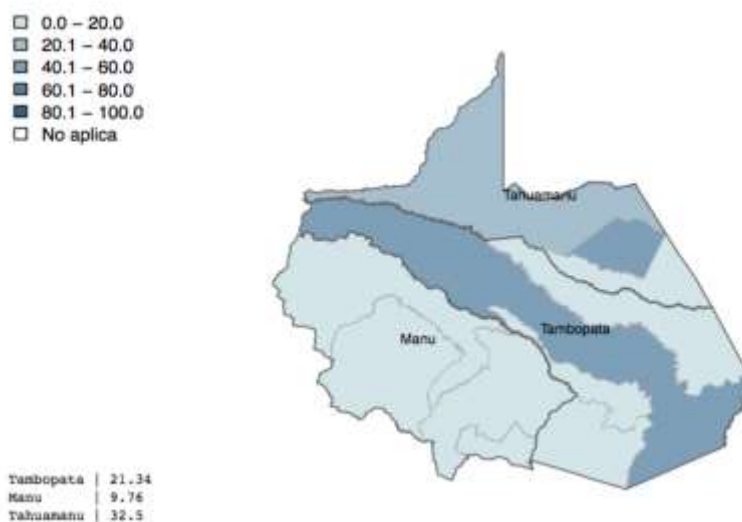 0.0 – 20.0
20.1 – 40.0
40.1 – 60.0
60.1 – 80.0
80.1 – 100.0
No aplica
Tahuamanu
Tambopata
Manu
Tambopata | 21.34
Manu | 9.76
Tahuamanu | 32.5